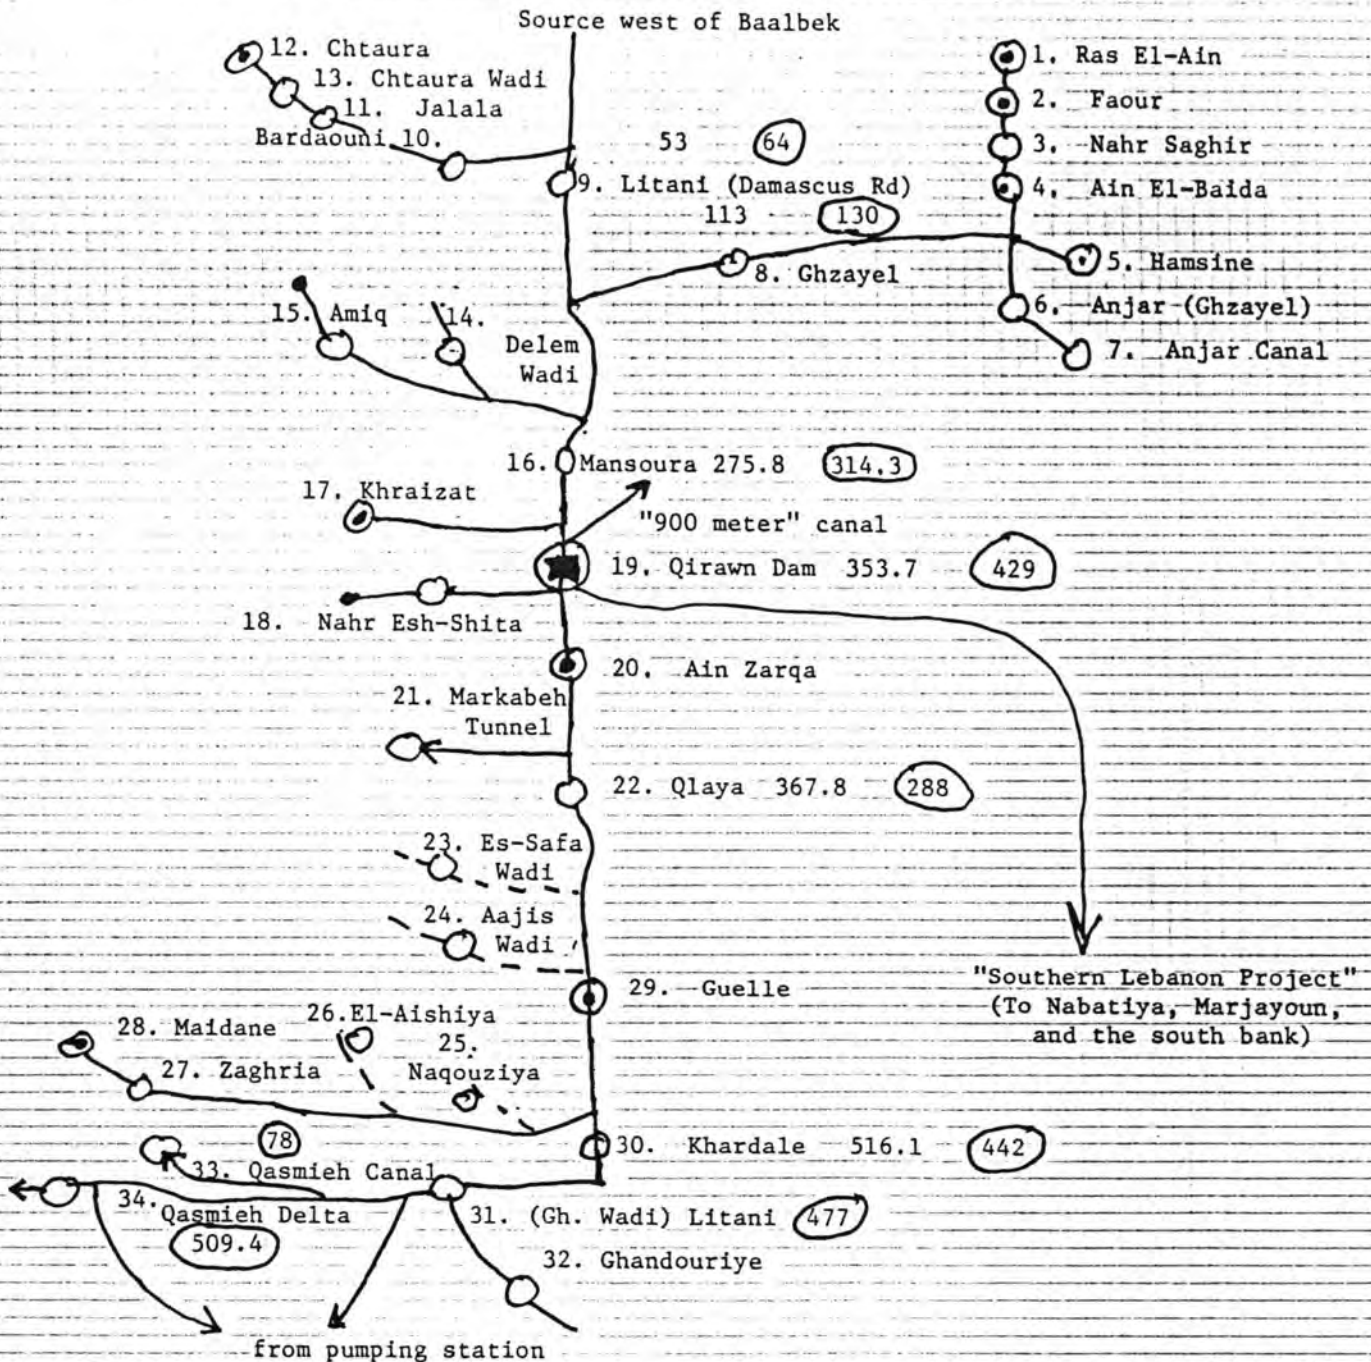 Source west of Baalbek
12. Chtaura
13. Chtaura Wadi
11. Jalala
Bardaouni 10.
1. Ras El-Ain
2. Faour
3. Nahr Saghir
4. Ain El-Baida
53 64
9. Litani (Damascus Rd)
113 130
8. Ghzayel
5. Hamsine
6. Anjar (Ghzayel)
7. Anjar Canal
15. Amiq
14.
Delem
Wadi
16. Mansoura 275.8 314.3
17. Khraizat
"900 meter" canal
19. Qirawn Dam 353.7 429
18. Nahr Esh-Shita
20. Ain Zarqa
21. Markabeh
Tunnel
22. Qlaya 367.8 288
23. Es-Safa
Wadi
24. Aajis
Wadi
29. Guelle
"Southern Lebanon Project"
(To Nabatiya, Marjayoun,
and the south bank)
28. Maidane
26. El-Aishiya
25.
Naqouziya
27. Zaghria
78
30. Khardale 516.1 442
33. Qasmieh Canal
34.
Qasmieh Delta
509.4
31. (Gh. Wadi) Litani 477
32. Ghandouriye
from pumping station